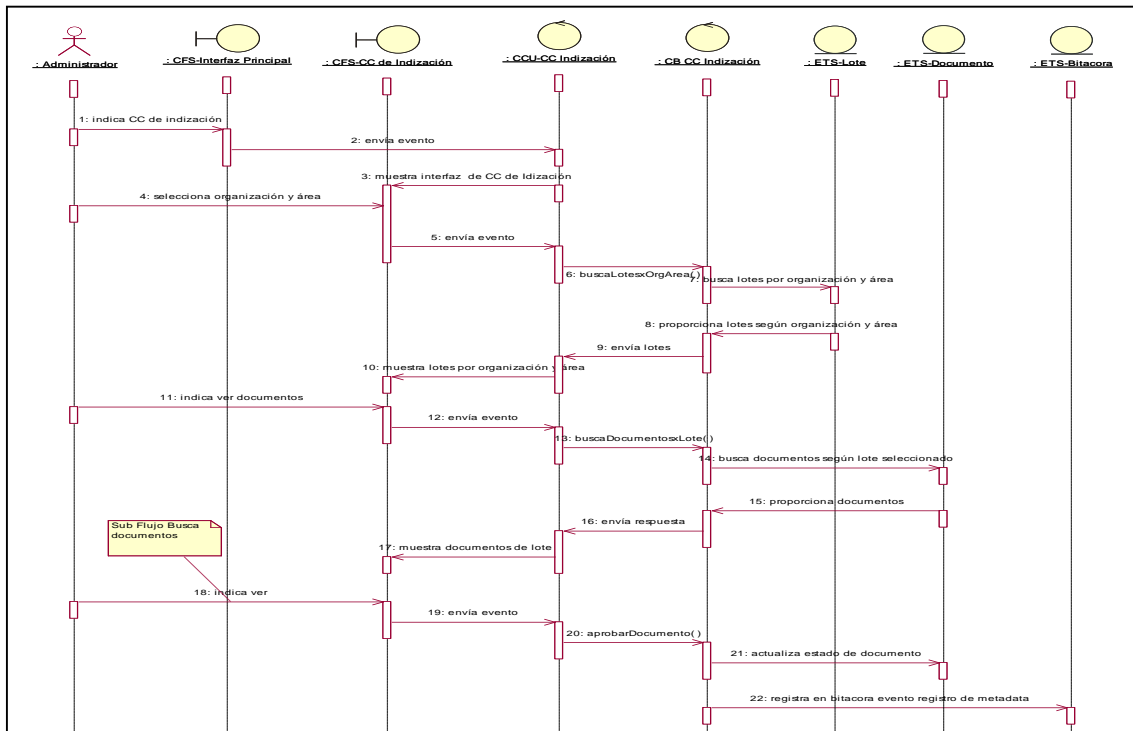 : Administrador
: CFS-Interfaz Principal
: CFS-CC de Indización
: CCU-CC Indización
: CB CC Indización
: ETS-Lote
: ETS-Documento
: ETS-Bitacora
1: indica CC de indización
2: envía evento
3: muestra interfaz de CC de Idización
4: selecciona organización y área
5: envía evento
6: buscaLotesxOrgArea( )
7: busca lotes por organización y área
8: proporciona lotes según organización y área
9: envía lotes
10: muestra lotes por organización y área
11: indica ver documentos
12: envía evento
13: buscaDocumentosxLote( )
14: busca documentos según lote seleccionado
15: proporciona documentos
16: envía respuesta
17: muestra documentos de lote
Sub Flujo Busca
documentos
18: indica ver
19: envía evento
20: aprobarDocumento( )
21: actualiza estado de documento
22: registra en bitacora evento registro de metadata